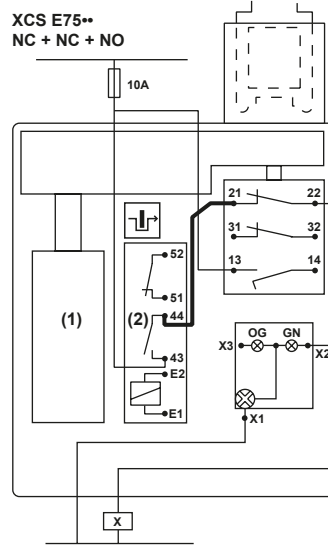 XCS E75••
NC + NC + NO
10A
21 22
31 32
13 14
52
51
(1) (2) 44
43
E2
E1
OG GN
X3 X2
X1
X